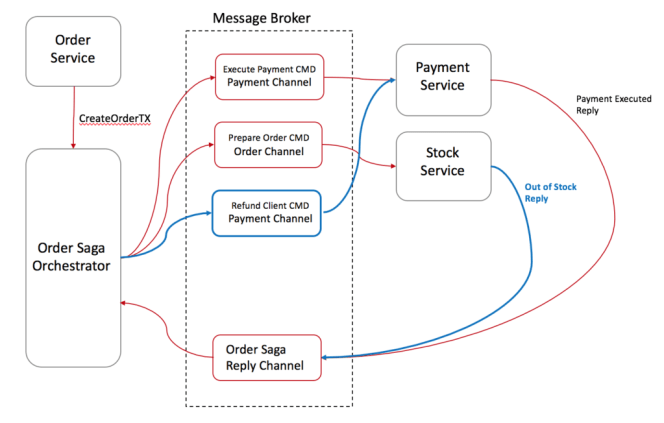 Message Broker
Order
Service
CreateOrderTX
Execute Payment CMD
Payment Channel
Payment
Service
Payment Executed
Reply
Prepare Order CMD
Order Channel
Stock
Service
Out of Stock
Reply
Refund Client CMD
Payment Channel
Order Saga
Orchestrator
Order Saga
Reply Channel